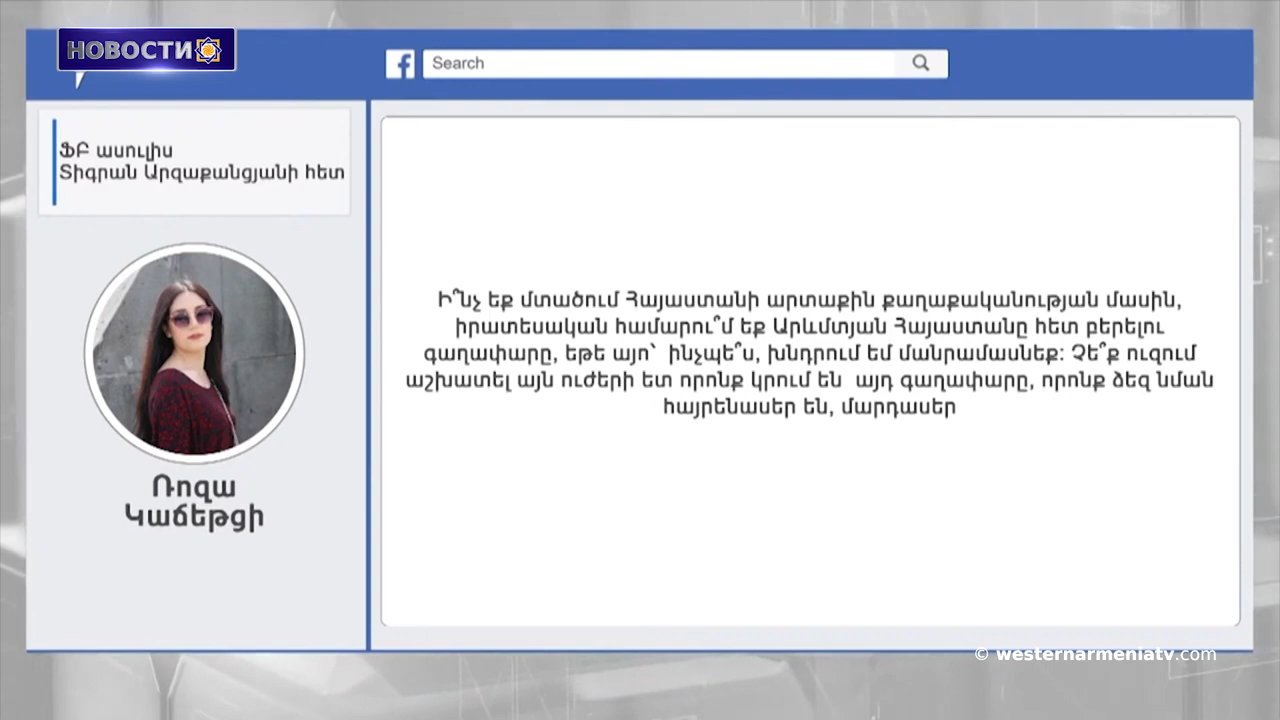 НОВОСТИ
Search
ՖԲ ասուլիս
Տիգրան Արզաքանցյանի հետ
Ռոզա
Կաճեթցի
Ի՞նչ եք մտածում Հայաստանի արտաքին քաղաքականության մասին,
իրատեսական համարու՞մ եք Արևմտյան Հայաստանը հետ բերելու
գաղափարը, եթե այո՝ ինչպե՞ս, խնդրում եմ մանրամասնեք: Չե՞ք ուզում
աշխատել այն ուժերի ետ որոնք կրում են այդ գաղափարը, որոնք ձեզ նման
հայրենասեր են, մարդասեր
© westernarmeniatv.com